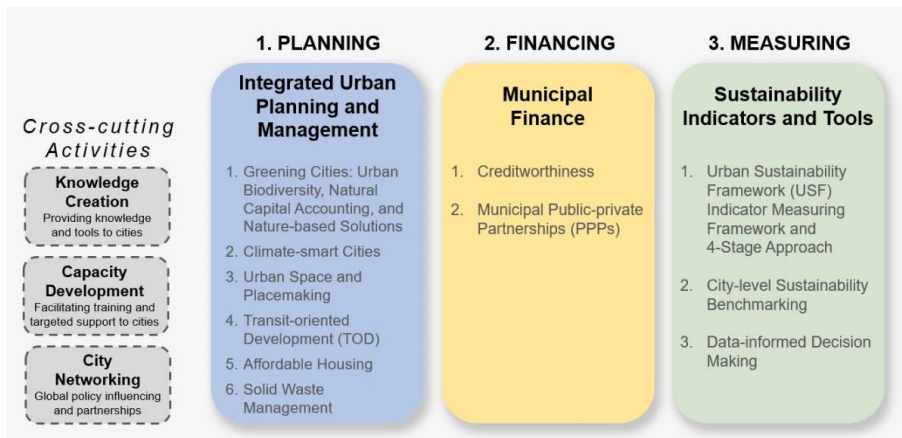 1. PLANNING
2. FINANCING
3. MEASURING
Cross-cutting
Activities
Knowledge
Creation
Providing knowledge
and tools to cities
Capacity
Development
Facilitating training and
targeted support to cities
City
Networking
Global policy influencing
and partnerships
Integrated Urban
Planning and
Management
1. Greening Cities: Urban
Biodiversity, Natural
Capital Accounting, and
Nature-based Solutions
2. Climate-smart Cities
3. Urban Space and
Placemaking
4. Transit-oriented
Development (TOD)
5. Affordable Housing
6. Solid Waste
Management
Municipal
Finance
1. Creditworthiness
2. Municipal Public-private
Partnerships (PPPs)
Sustainability
Indicators and Tools
1. Urban Sustainability
Framework (USF)
Indicator Measuring
Framework and
4-Stage Approach
2. City-level Sustainability
Benchmarking
3. Data-informed Decision
Making